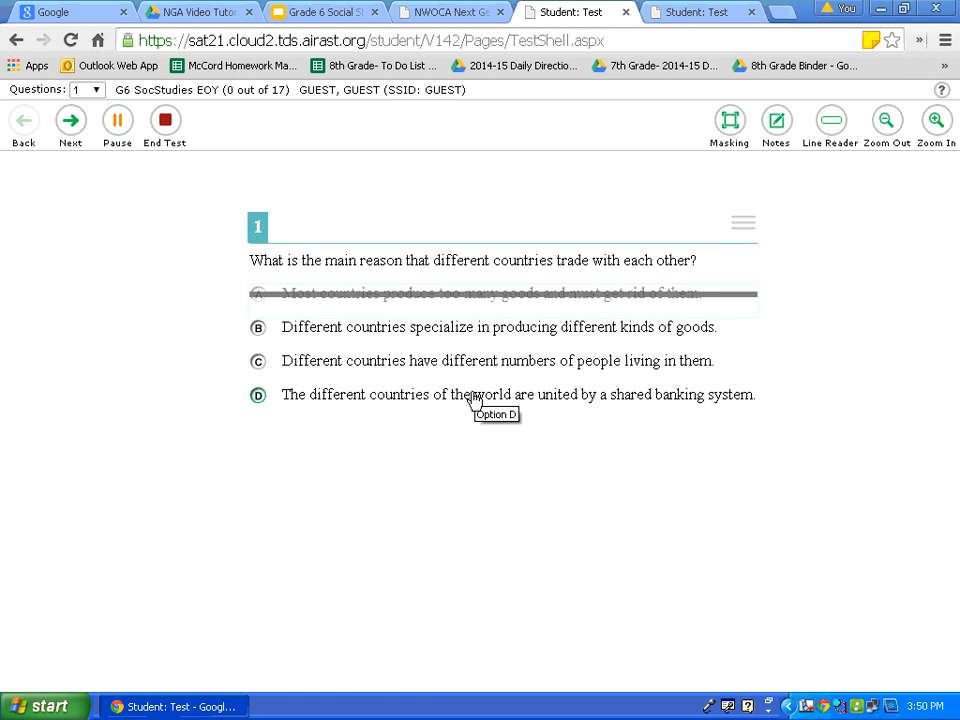 Google
NGA Video Tutor
Grade 6 Social St
NWOCA Next Ge
Student: Test
Student: Test
You
https://sat21.cloud2.tds.airast.org/student/V142/Pages/TestShell.aspx
Apps
Outlook Web App
McCord Homework Ma...
8th Grade- To Do List ...
2014-15 Daily Directio...
7th Grade- 2014-15 D...
8th Grade Binder - Go...
Questions: 1 G6 SocStudies EOY (0 out of 17) GUEST, GUEST (SSID: GUEST)
Back
Next
Pause
End Test
Masking
Notes
Line Reader
Zoom Out
Zoom In
1
What is the main reason that different countries trade with each other?
A Most countries produce too many goods and must get rid of them.
B Different countries specialize in producing different kinds of goods.
C Different countries have different numbers of people living in them.
D The different countries of the world are united by a shared banking system.
Option D
start
Student: Test - Googl...
3:50 PM